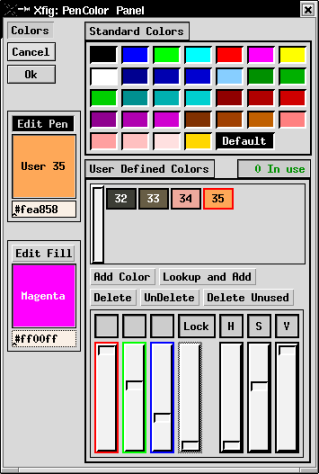 Xfig: PenColor Panel
Colors
Standard Colors
Cancel
Ok
Default
Edit Pen
User 35
#fea858
User Defined Colors
0 In use
32 33 34 35
Edit Fill
Magenta
#ff00ff
Add Color Lookup and Add
Delete UnDelete Delete Unused
Lock H S V